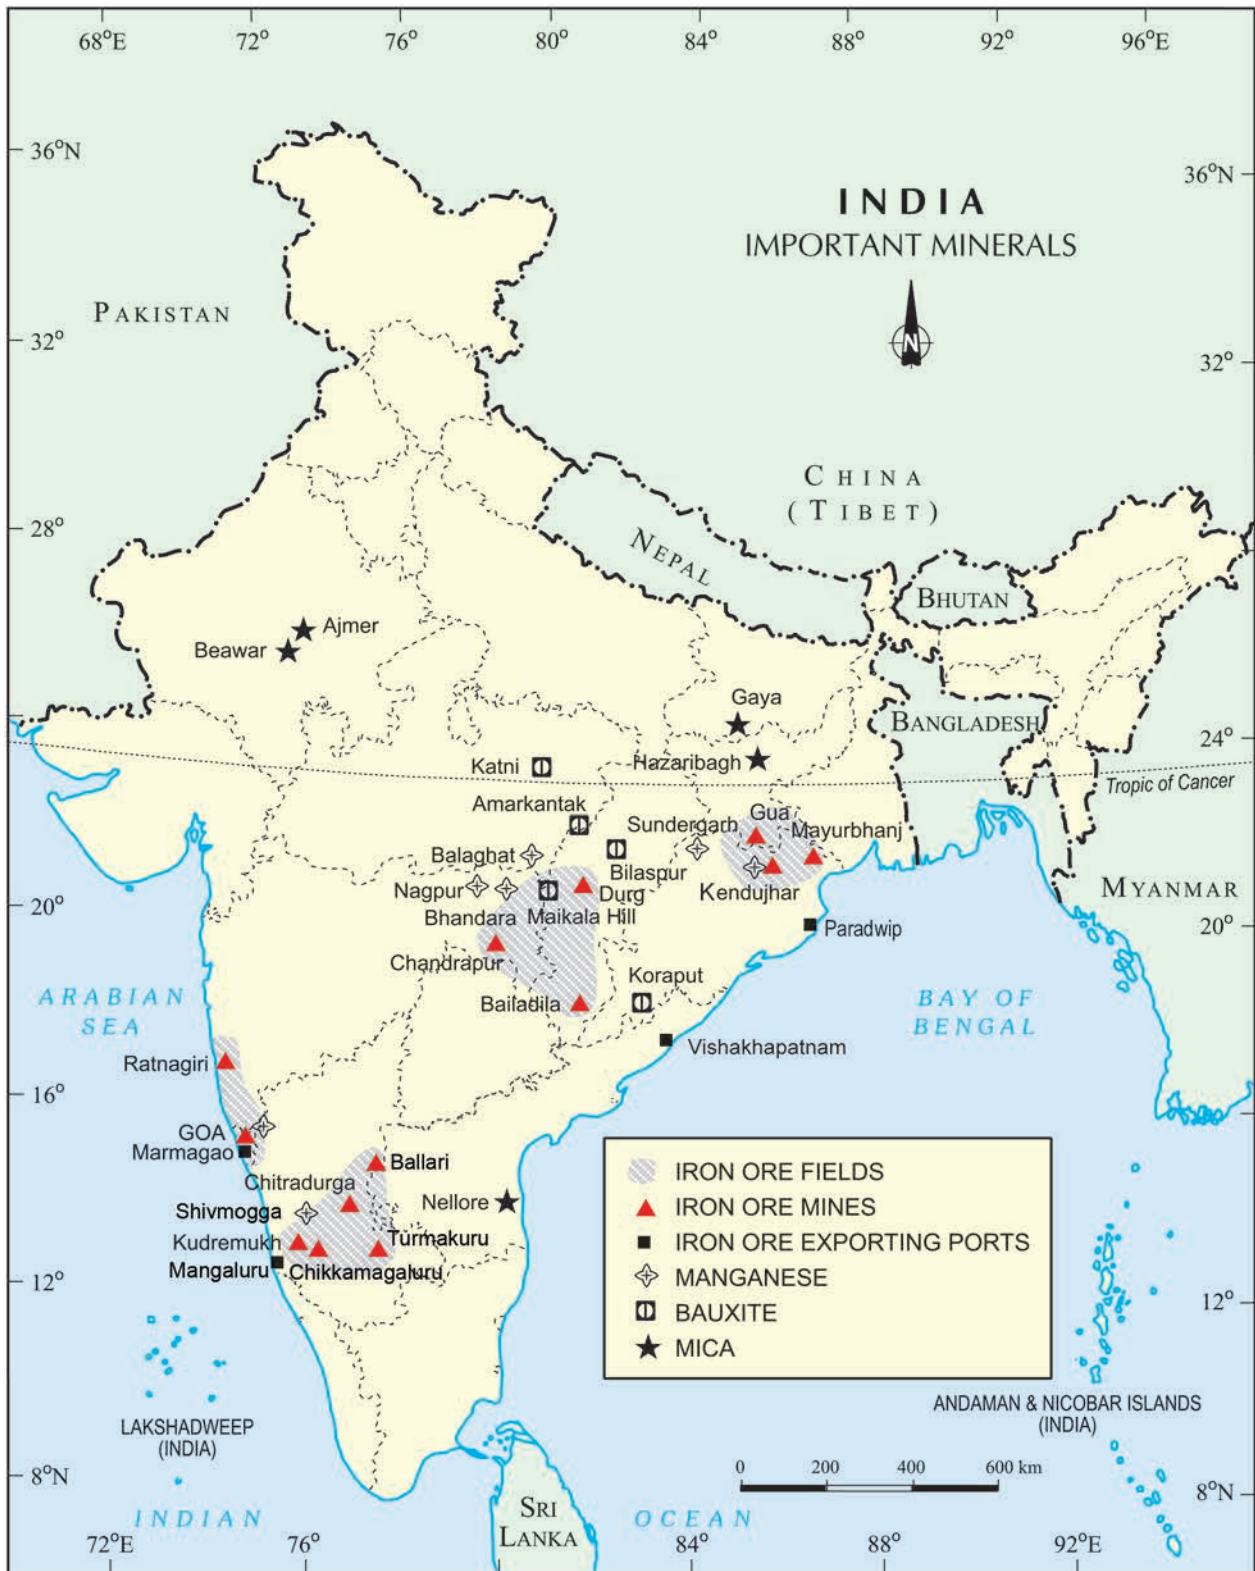 68°E 72° 76° 80° 84° 88° 92° 96°E
36°N
36°N
INDIA
IMPORTANT MINERALS
N
PAKISTAN
32°
32°
CHINA
(TIBET)
28°
NEPAL
BHUTAN
Ajmer
Beawar
Gaya
BANGLADESH
24°
Katni
Hazaribagh
Tropic of Cancer
Amarkantak
Sundergarh
Gua
Mayurbhanj
Balaghat
Bilaspur
Nagpur
Durg
Kendujhar
MYANMAR
20°
Bhandara
Maikala Hill
Paradwip
20°
Chandrapur
Koraput
ARABIAN
SEA
Bailadila
BAY OF
BENGAL
Vishakhapatnam
Ratnagiri
16°
GOA
Marmagao
Ballari
Chitradurga
Shivmogga
Nellore
Kudremukh
Turmakuru
Mangaluru
Chikkamagaluru
12°
12°
IRON ORE FIELDS
IRON ORE MINES
IRON ORE EXPORTING PORTS
MANGANESE
BAUXITE
MICA
LAKSHADWEEP
(INDIA)
ANDAMAN & NICOBAR ISLANDS
(INDIA)
8°N
0 200 400 600 km
8°N
SRI
LANKA
INDIAN OCEAN
72°E 76° 84° 88° 92°E